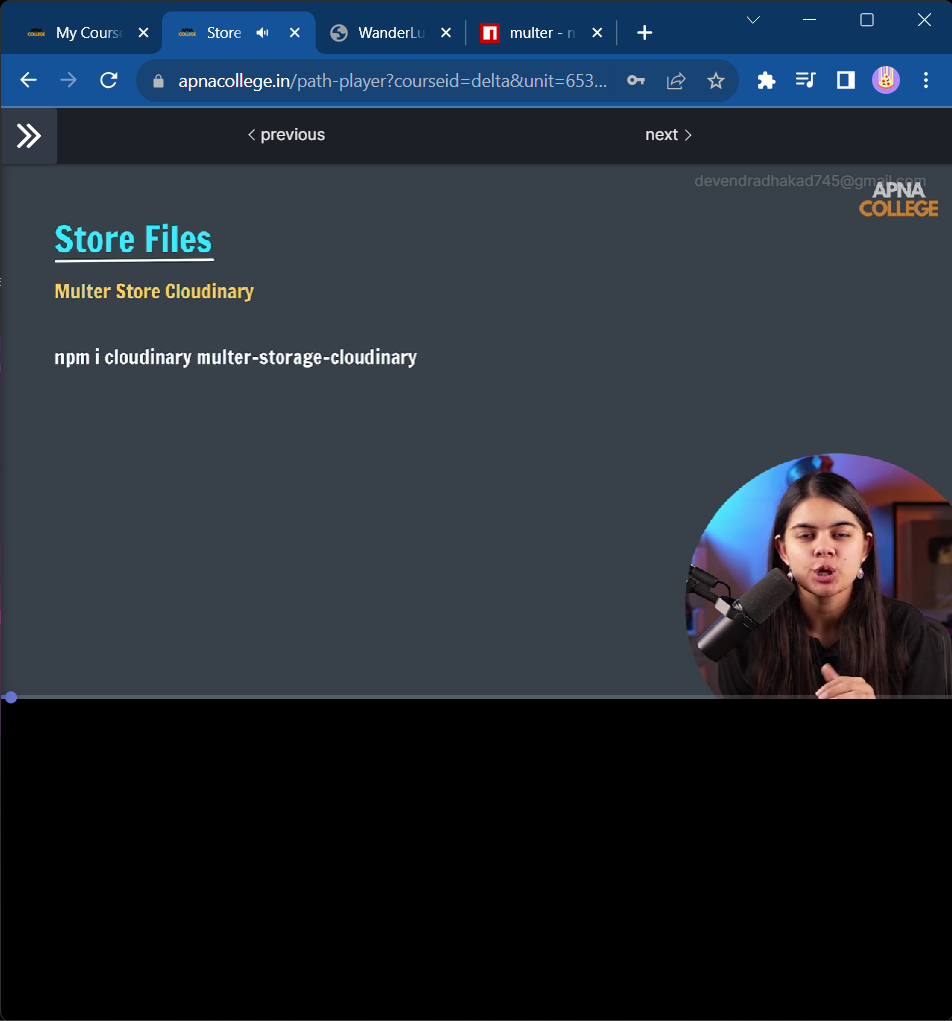 My Cours
Store
WanderLu
multer - n
apnacollege.in/path-player?courseid=delta&unit=653...
previous
next
devendradhakad745@gmail.com
APNA
COLLEGE
Store Files
Multer Store Cloudinary
npm i cloudinary multer-storage-cloudinary